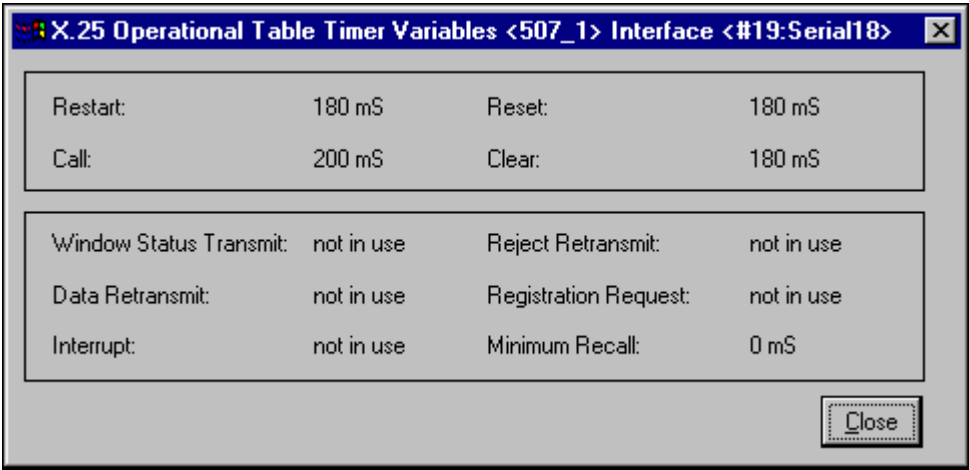 X.25 Operational Table Timer Variables <507_1> Interface <#19:Serial18>
Restart: 180 mS Reset: 180 mS
Call: 200 mS Clear: 180 mS
Window Status Transmit: not in use Reject Retransmit: not in use
Data Retransmit: not in use Registration Request: not in use
Interrupt: not in use Minimum Recall: 0 mS
Close